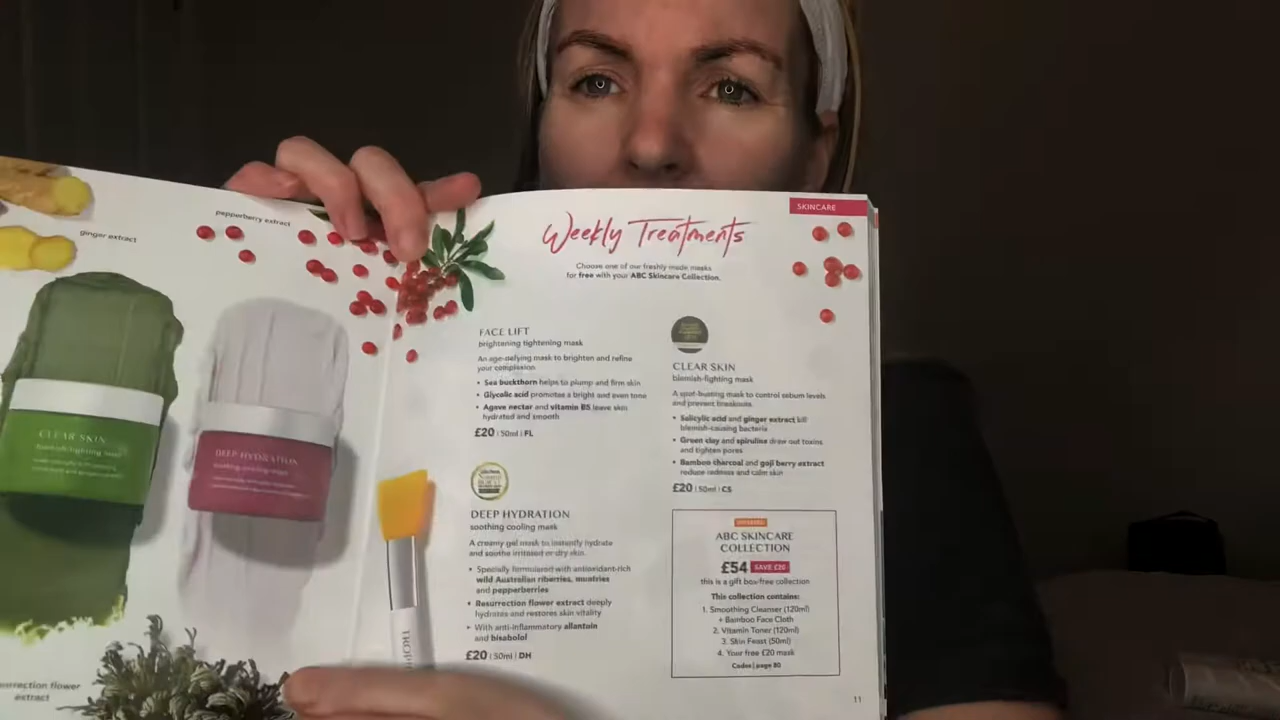 pepperberry extract
ginger extract
CLEAR SKIN
blemish-fighting mask
DEEP HYDRATION
soothing cooling mask
resurrection flower
extract
SKINCARE
Weekly Treatments
Choose one of our freshly made masks
for free with your ABC Skincare Collection.
FACE LIFT
brightening tightening mask
An age-defying mask to brighten and refine
your complexion
• Sea buckthorn helps to plump and firm skin
• Glycolic acid promotes a bright and even tone
• Agave nectar and vitamin B5 leave skin
hydrated and smooth
£20 | 50ml | FL
DEEP HYDRATION
soothing cooling mask
A creamy gel mask to instantly hydrate
and soothe irritated or dry skin.
• Specially formulated with antioxidant-rich
wild Australian riberries, muntries
and pepperberries
• Resurrection flower extract deeply
hydrates and restores skin vitality
• With anti-inflammatory allantoin
and bisabolol
£20 | 50ml | DH
CLEAR SKIN
blemish-fighting mask
A spot-busting mask to control sebum levels
and prevent breakouts
• Salicylic acid and ginger extract kill
blemish-causing bacteria
• Green clay and spirulina draw out toxins
and tighten pores
• Bamboo charcoal and goji berry extract
reduce redness and calm skin
£20 | 50ml | CS
ABC SKINCARE
COLLECTION
£54 SAVE £20
this is a gift box-free collection
This collection contains:
1. Smoothing Cleanser (120ml)
+ Bamboo Face Cloth
2. Vitamin Toner (120ml)
3. Skin Feast (50ml)
4. Your free £20 mask
Codes | page 80
11